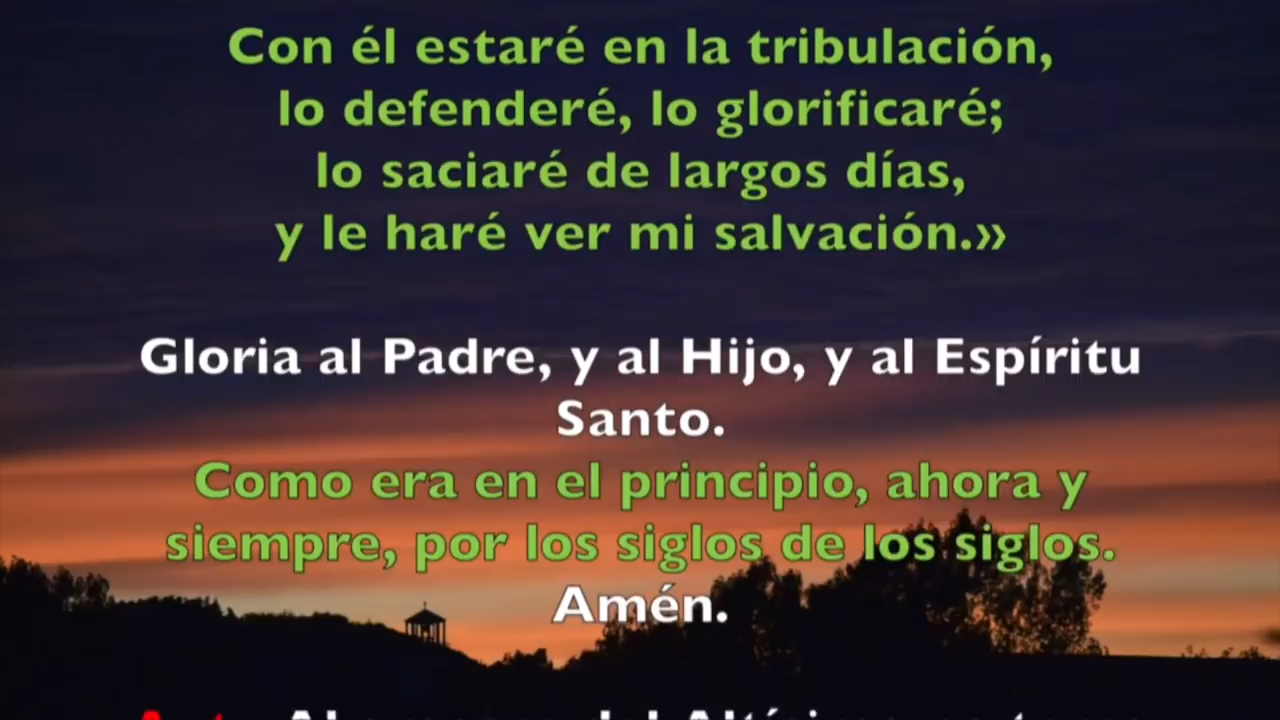 Con él estaré en la tribulación,
lo defenderé, lo glorificaré;
lo saciaré de largos días,
y le haré ver mi salvación.»
Gloria al Padre, y al Hijo, y al Espíritu
Santo.
Como era en el principio, ahora y
siempre, por los siglos de los siglos.
Amén.